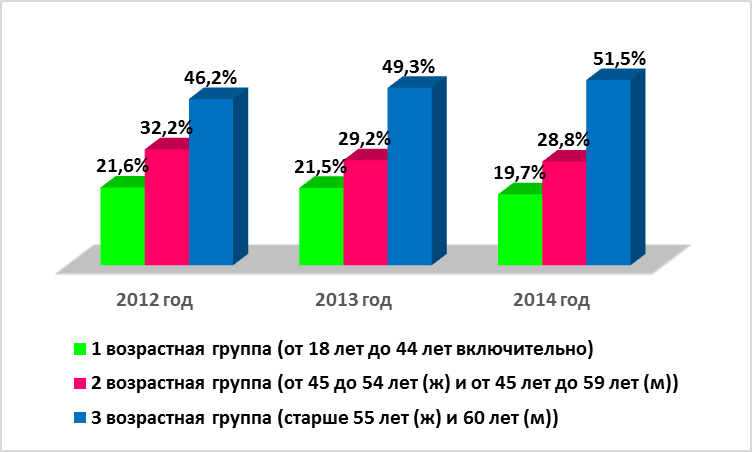 51,5%
49,3%
46,2%
32,2%
29,2%
28,8%
21,6%
21,5%
19,7%
2012 год
2013 год
2014 год
1 возрастная группа (от 18 лет до 44 лет включительно)
2 возрастная группа (от 45 до 54 лет (ж) и от 45 лет до 59 лет (м))
3 возрастная группа (старше 55 лет (ж) и 60 лет (м))